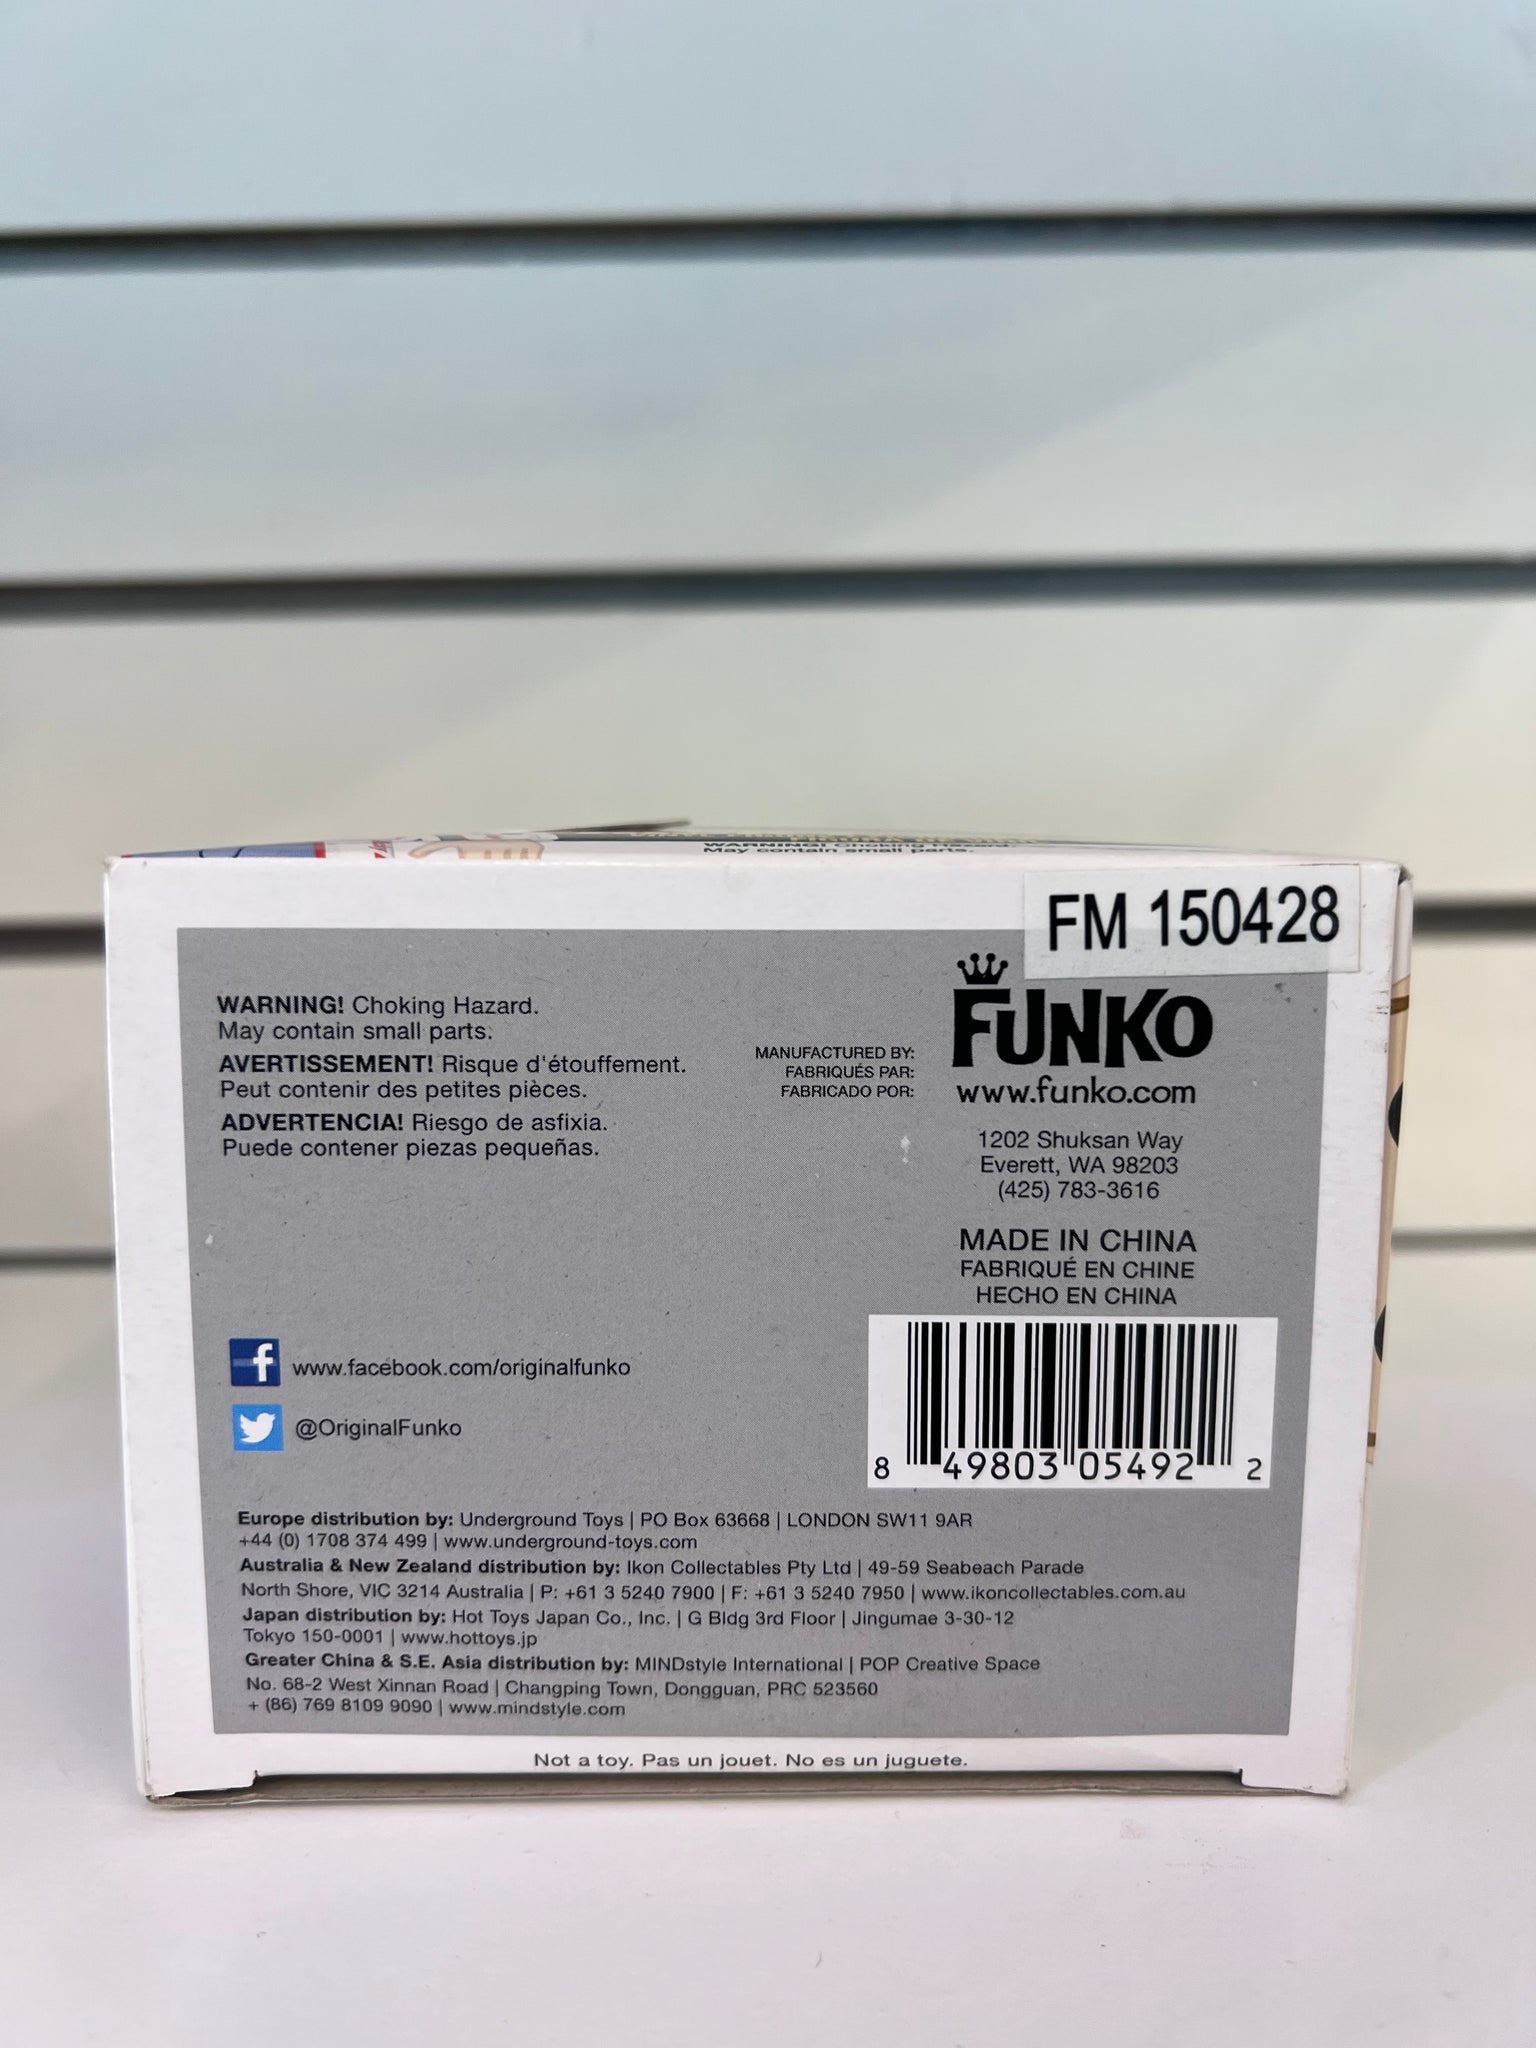 WARNING! Choking Hazard.
May contain small parts.
FM 150428
WARNING! Choking Hazard.
May contain small parts.
AVERTISSEMENT! Risque d'étouffement.
Peut contenir des petites pièces.
ADVERTENCIA! Riesgo de asfixia.
Puede contener piezas pequeñas.
MANUFACTURED BY:
FABRIQUÉS PAR:
FABRICADO POR:
FUNKO
www.funko.com
1202 Shuksan Way
Everett, WA 98203
(425) 783-3616
MADE IN CHINA
FABRIQUÉ EN CHINE
HECHO EN CHINA
8 49803 05492 2
f www.facebook.com/originalfunko
@OriginalFunko
Europe distribution by: Underground Toys | PO Box 63668 | LONDON SW11 9AR
+44 (0) 1708 374 499 | www.underground-toys.com
Australia & New Zealand distribution by: Ikon Collectables Pty Ltd | 49-59 Seabeach Parade
North Shore, VIC 3214 Australia | P: +61 3 5240 7900 | F: +61 3 5240 7950 | www.ikoncollectables.com.au
Japan distribution by: Hot Toys Japan Co., Inc. | G Bldg 3rd Floor | Jingumae 3-30-12
Tokyo 150-0001 | www.hottoys.jp
Greater China & S.E. Asia distribution by: MINDstyle International | POP Creative Space
No. 68-2 West Xinnan Road | Changping Town, Dongguan, PRC 523560
+ (86) 769 8109 9090 | www.mindstyle.com
Not a toy. Pas un jouet. No es un juguete.